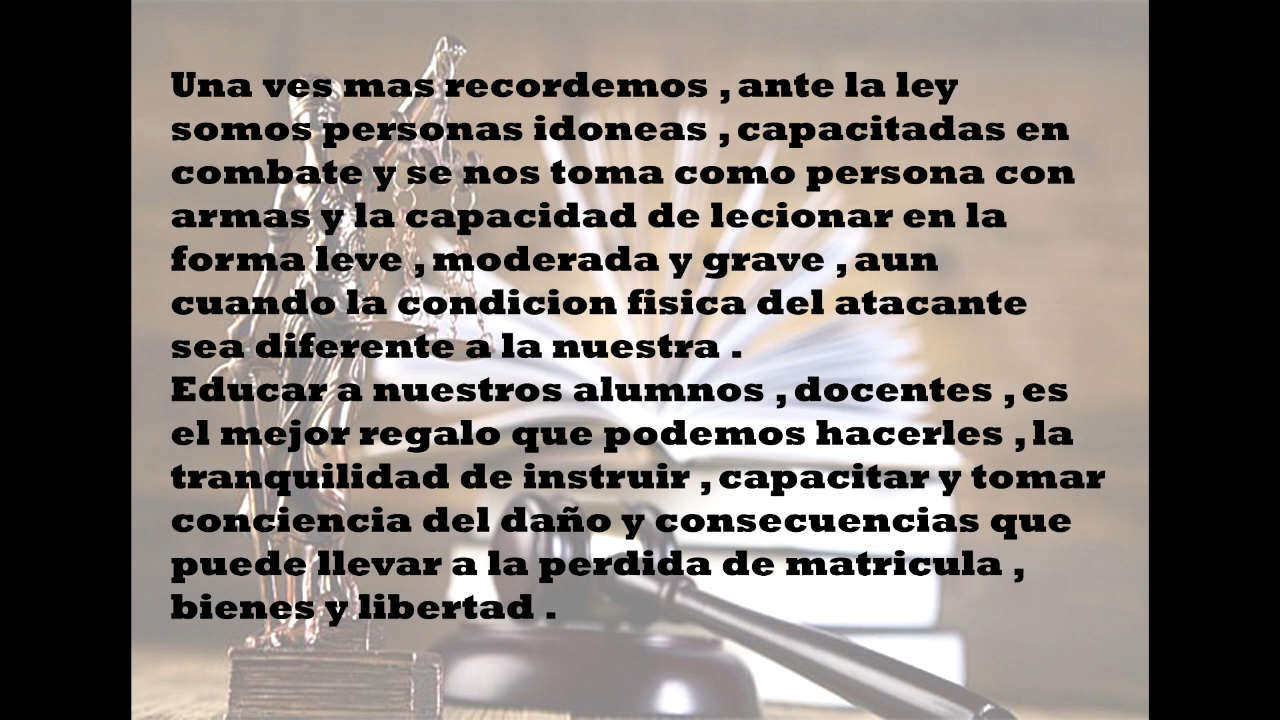 Una ves mas recordemos , ante la ley
somos personas idoneas , capacitadas en
combate y se nos toma como persona con
armas y la capacidad de lecionar en la
forma leve , moderada y grave , aun
cuando la condicion fisica del atacante
sea diferente a la nuestra .
Educar a nuestros alumnos , docentes , es
el mejor regalo que podemos hacerles , la
tranquilidad de instruir , capacitar y tomar
conciencia del daño y consecuencias que
puede llevar a la perdida de matricula ,
bienes y libertad .